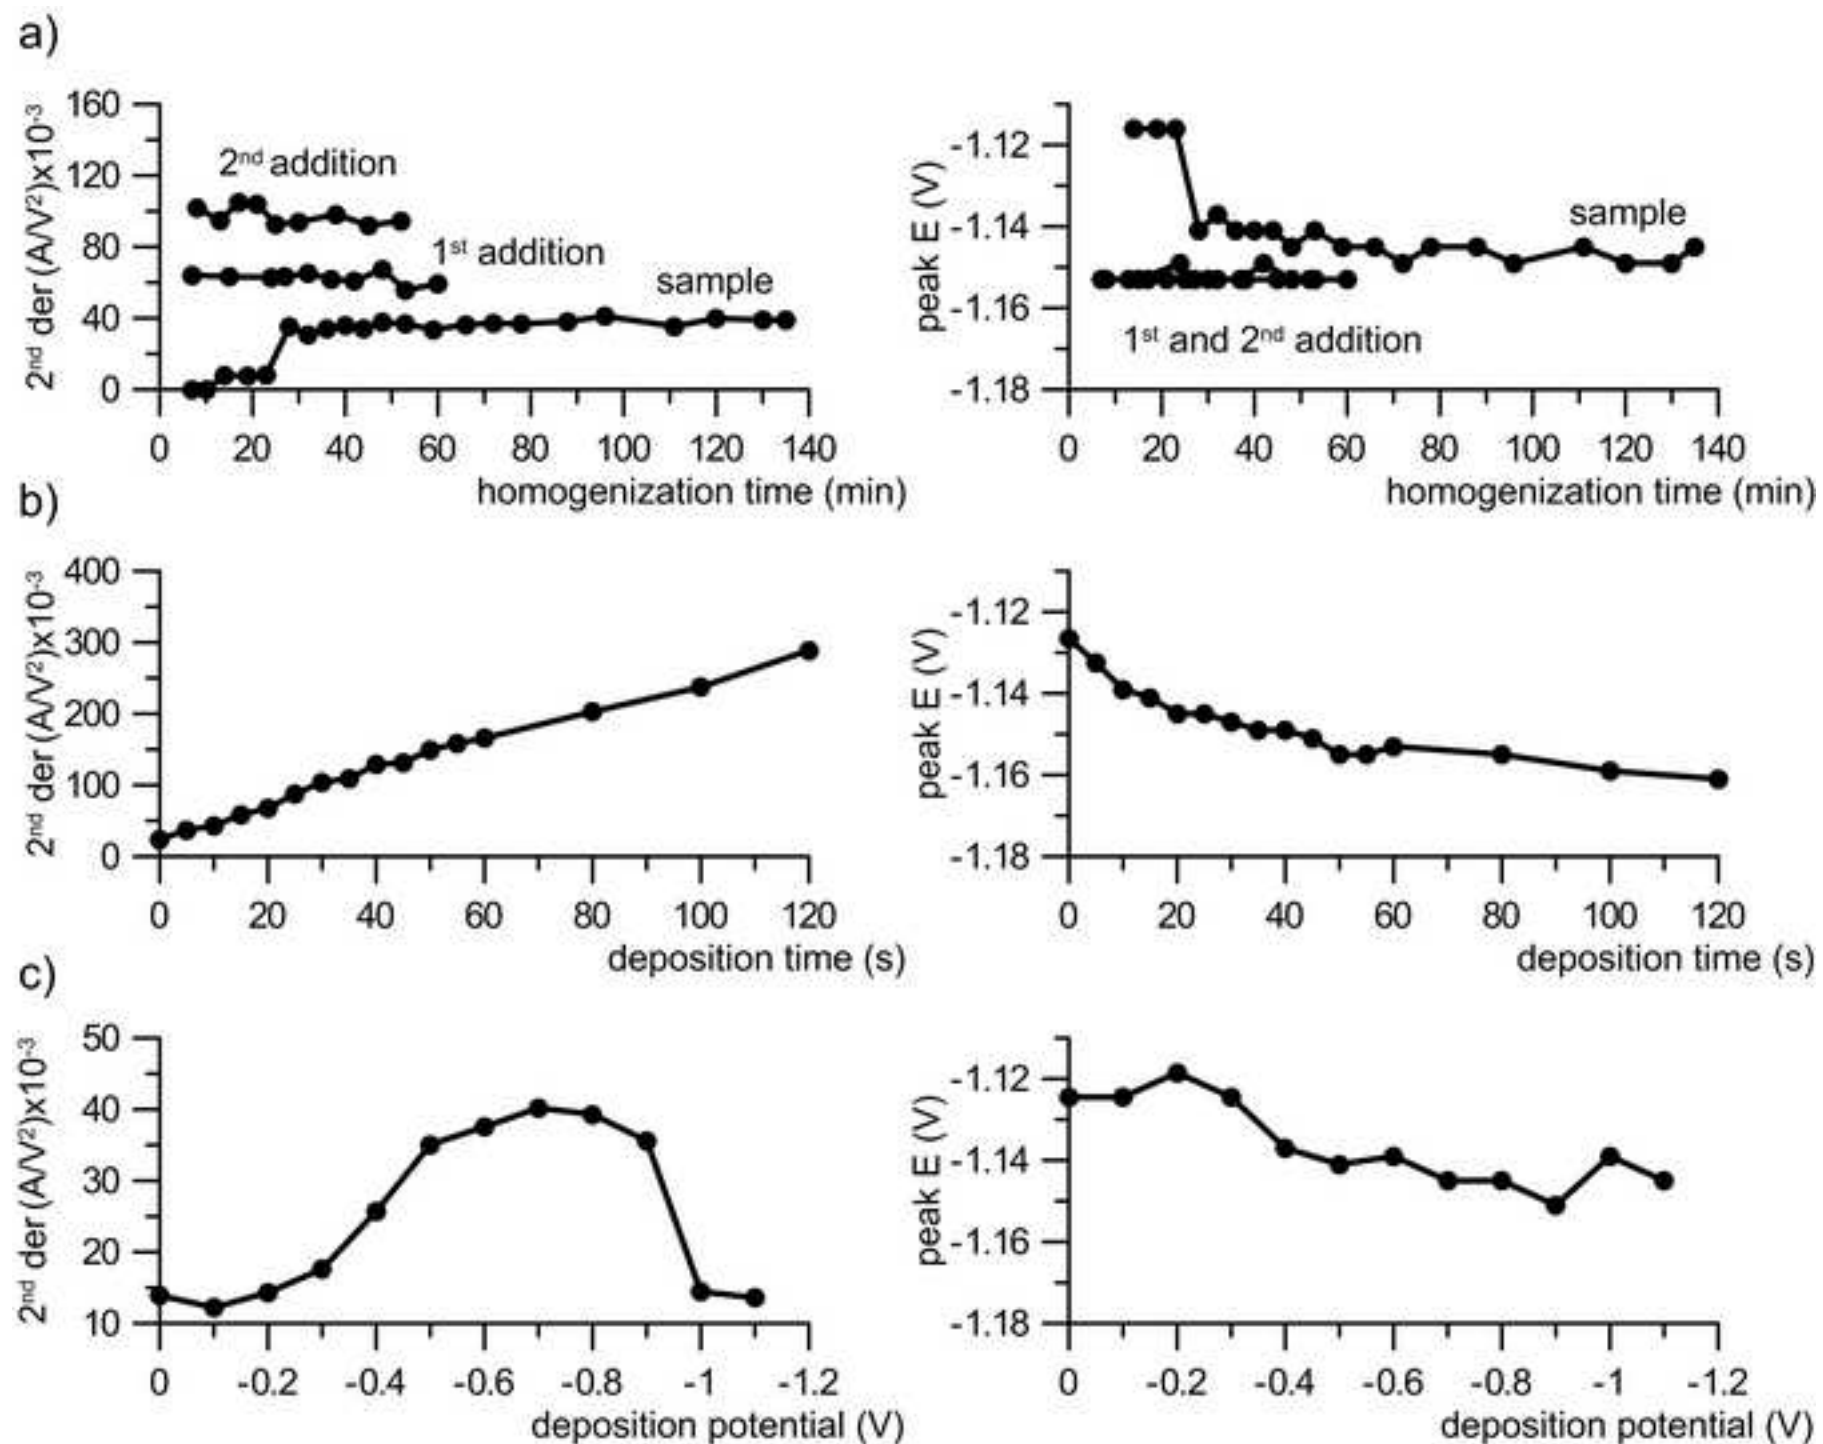 a)
2nd der (A/V2)x10-3
160
120
80
40
0
2nd addition
1st addition
sample
0 20 40 60 80 100 120 140
homogenization time (min)
peak E (V)
-1.12
-1.14
-1.16
-1.18
sample
1st and 2nd addition
0 20 40 60 80 100 120 140
homogenization time (min)
b)
2nd der (A/V2)x10-3
400
300
200
100
0
0 20 40 60 80 100 120
deposition time (s)
peak E (V)
-1.12
-1.14
-1.16
-1.18
0 20 40 60 80 100 120
deposition time (s)
c)
2nd der (A/V2)x10-3
50
40
30
20
10
0 -0.2 -0.4 -0.6 -0.8 -1 -1.2
deposition potential (V)
peak E (V)
-1.12
-1.14
-1.16
-1.18
0 -0.2 -0.4 -0.6 -0.8 -1 -1.2
deposition potential (V)